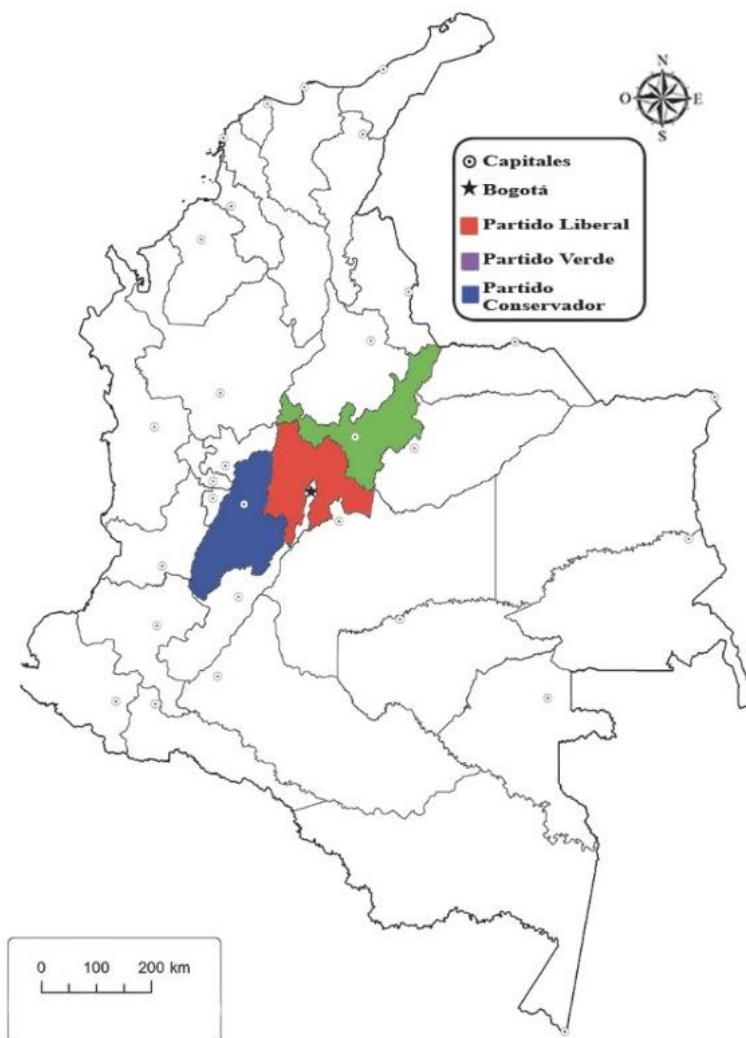 N
O E
S
Capitales
Bogotá
Partido Liberal
Partido Verde
Partido
Conservador
0 100 200 km